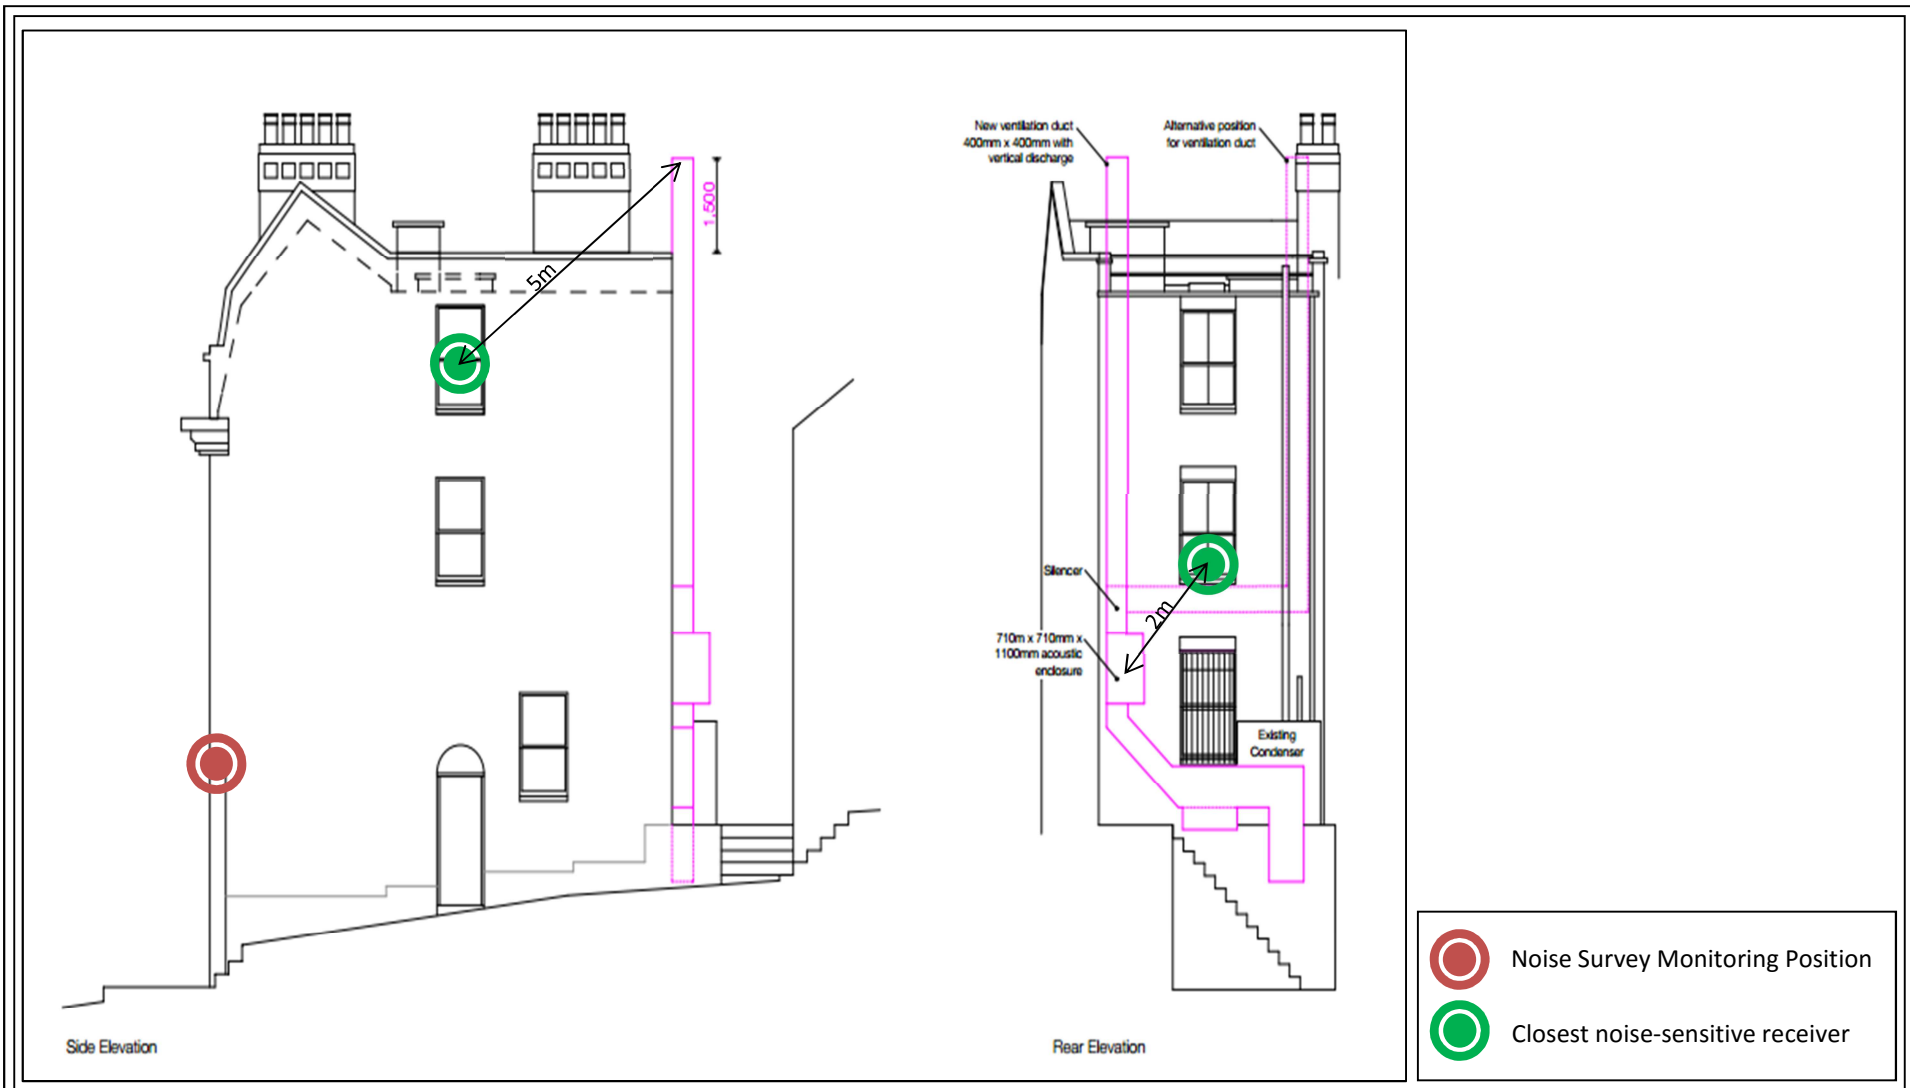 New ventilation duct
400mm x 400mm with
vertical discharge
Alternative position
for ventilation duct
1,500
5m
Silencer
2m
710m x 710mm x
1100mm acoustic
enclosure
Existing
Condenser
Side Elevation
Rear Elevation
Noise Survey Monitoring Position
Closest noise-sensitive receiver